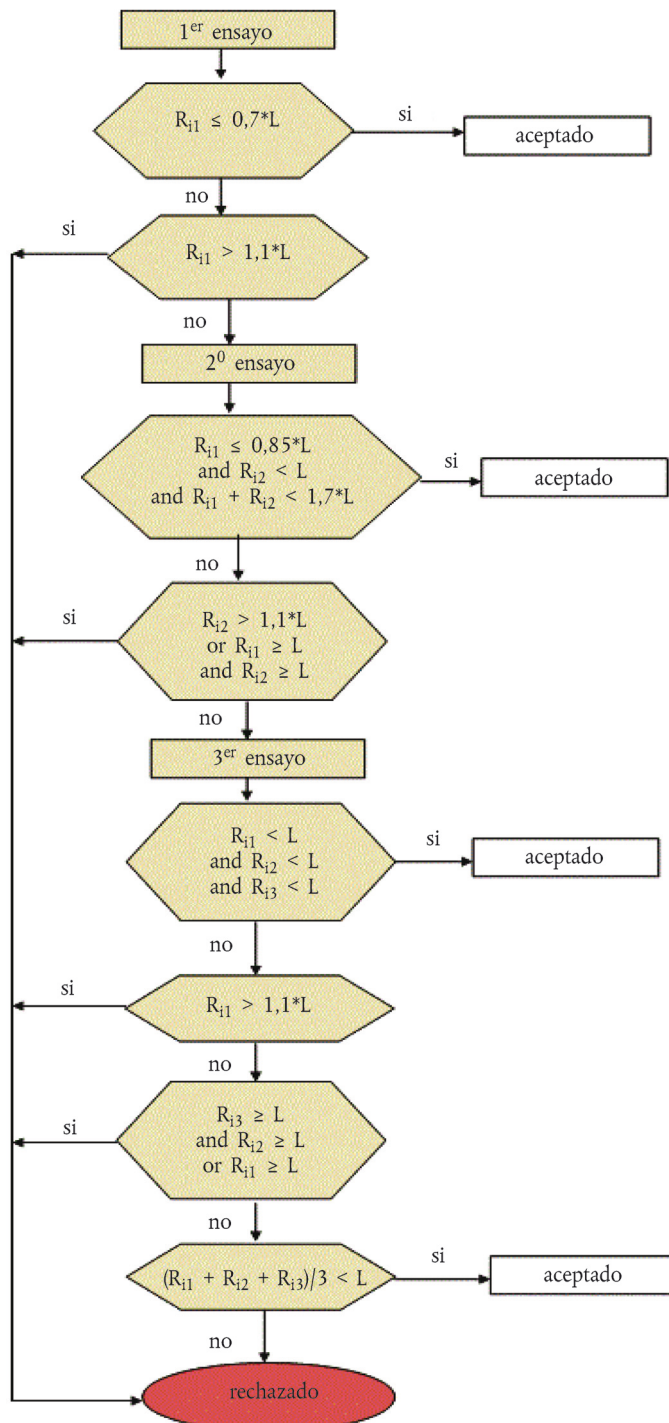 1er ensayo
Ri1 ≤ 0,7*L
si
aceptado
no
si
Ri1 > 1,1*L
no
20 ensayo
Ri1 ≤ 0,85*L
and Ri2 < L
and Ri1 + Ri2 < 1,7*L
si
aceptado
no
si
Ri2 > 1,1*L
or Ri1 ≥ L
and Ri2 ≥ L
no
3er ensayo
Ri1 < L
and Ri2 < L
and Ri3 < L
si
aceptado
no
si
Ri1 > 1,1*L
no
si
Ri3 ≥ L
and Ri2 ≥ L
or Ri1 ≥ L
no
(Ri1 + Ri2 + Ri3)/3 < L
si
aceptado
no
rechazado